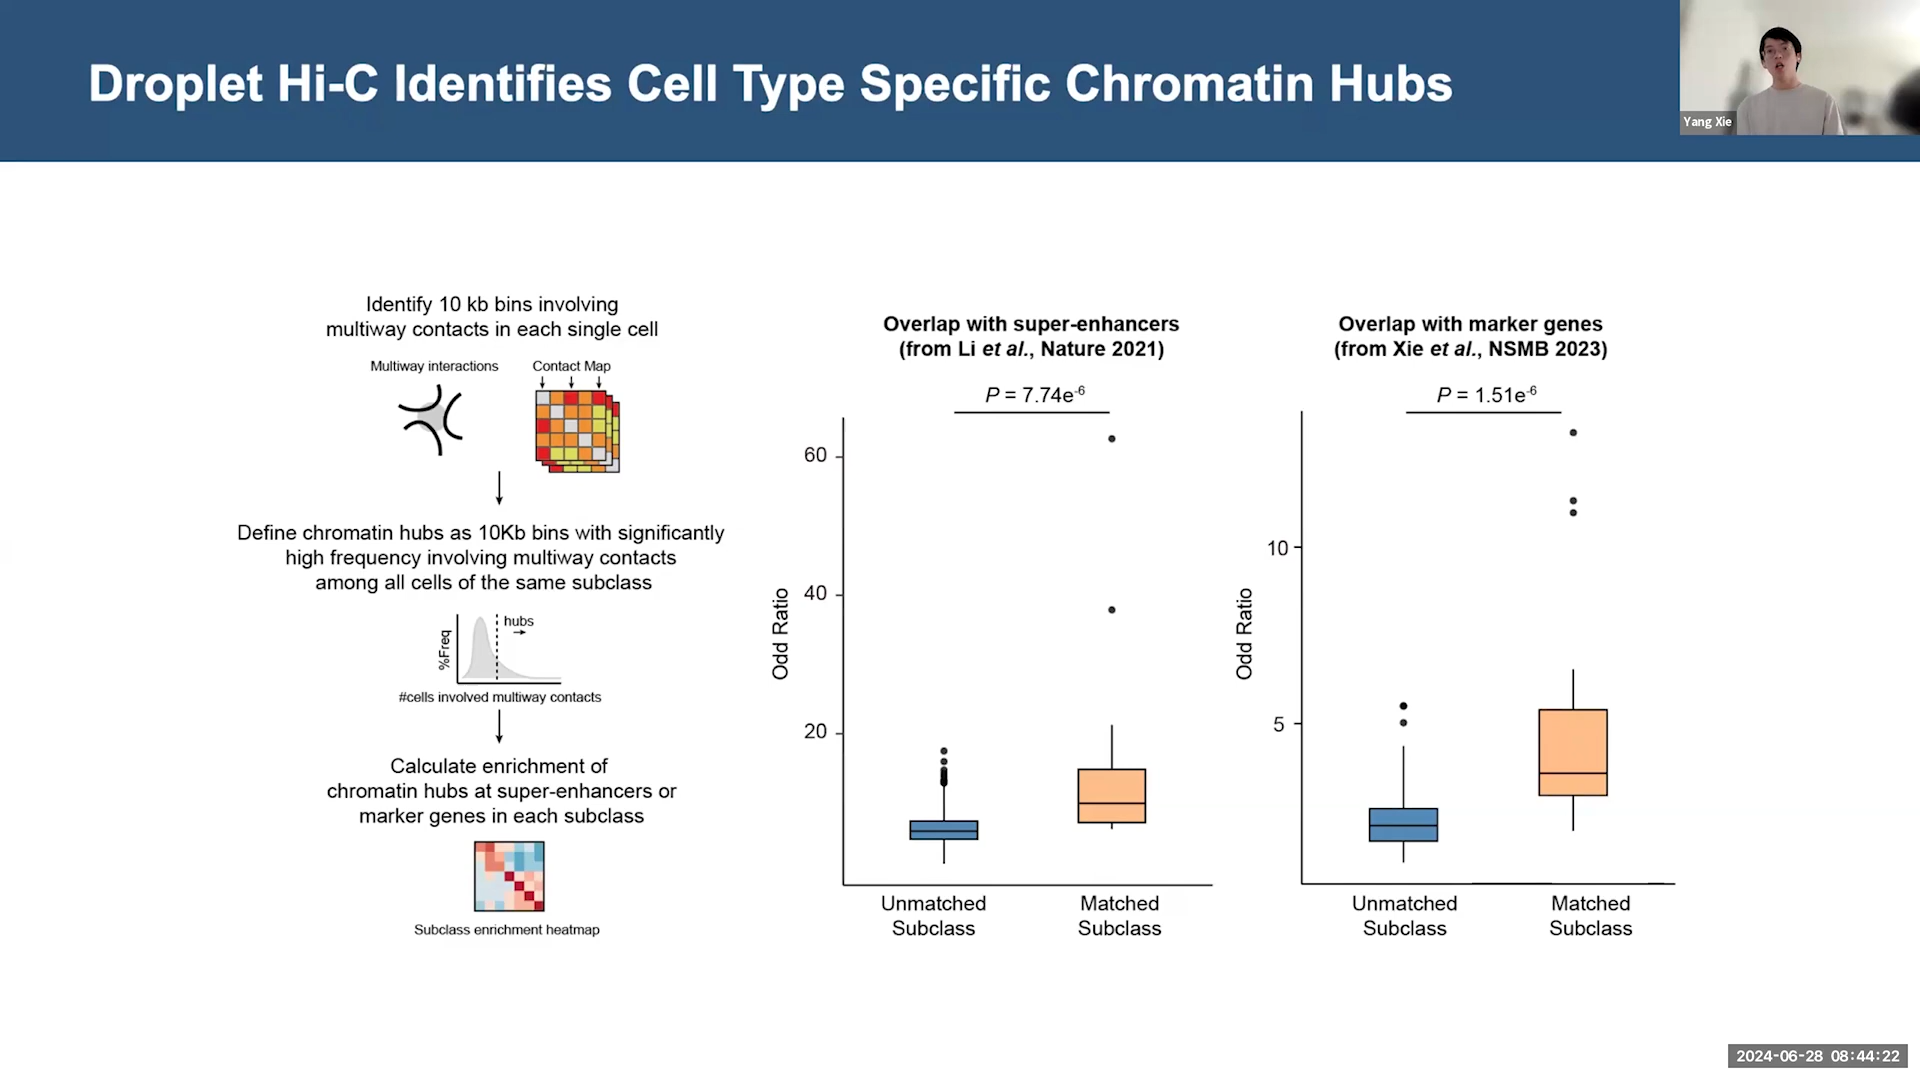 Droplet Hi-C Identifies Cell Type Specific Chromatin Hubs
Yang Xie
Identify 10 kb bins involving
multiway contacts in each single cell
Multiway interactions
Contact Map
Define chromatin hubs as 10Kb bins with significantly
high frequency involving multiway contacts
among all cells of the same subclass
hubs
%Freq
#cells involved multiway contacts
Calculate enrichment of
chromatin hubs at super-enhancers or
marker genes in each subclass
Subclass enrichment heatmap
Overlap with super-enhancers
(from Li et al., Nature 2021)
P = 7.74e-6
60
40
20
Odd Ratio
Unmatched
Subclass
Matched
Subclass
Overlap with marker genes
(from Xie et al., NSMB 2023)
P = 1.51e-6
10
5
Odd Ratio
Unmatched
Subclass
Matched
Subclass
2024-06-28 08:44:22